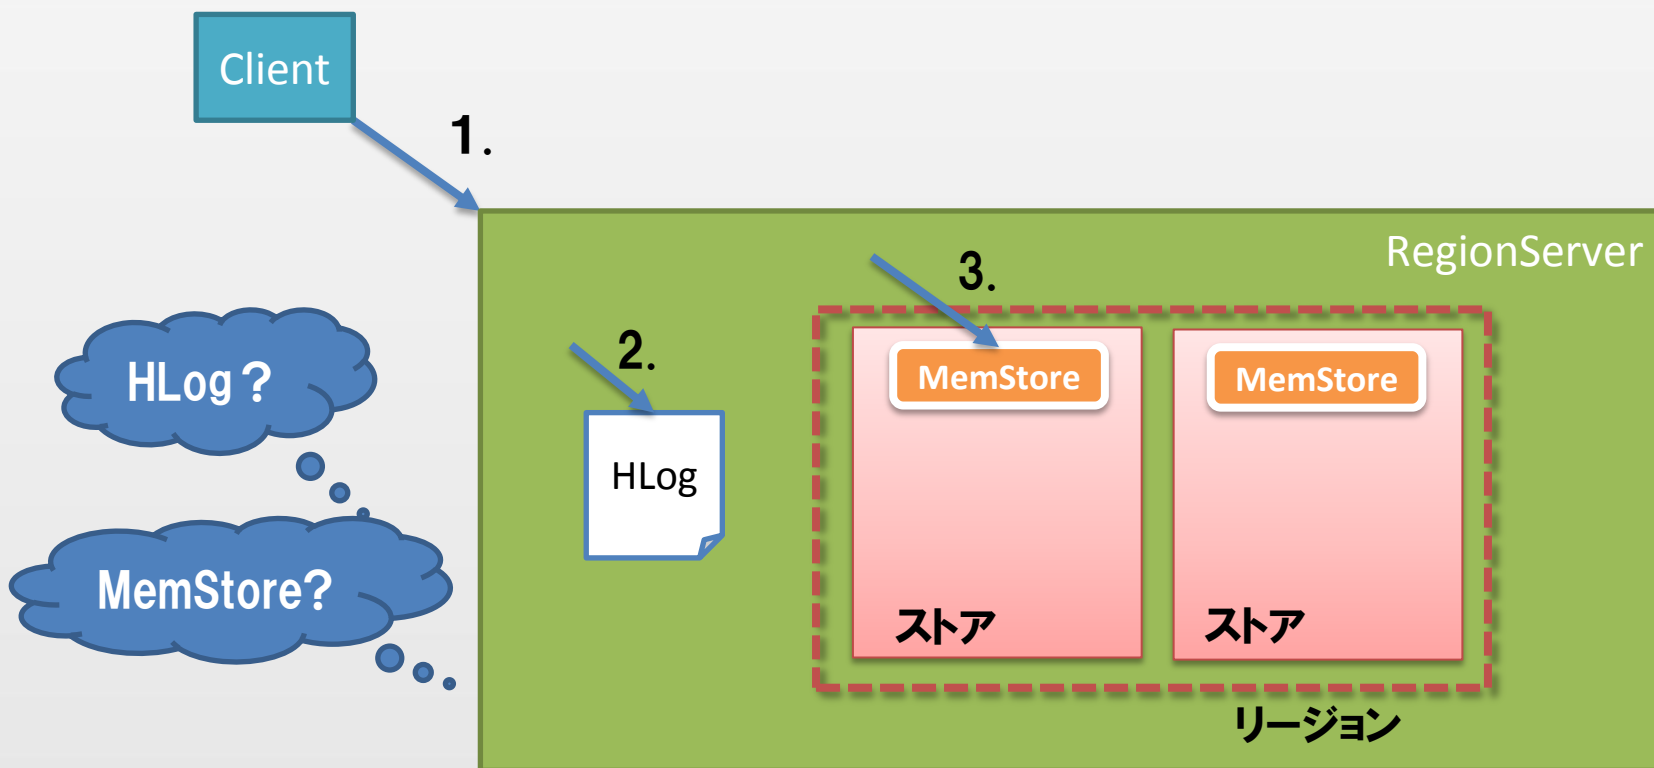 Client
1.
RegionServer
3.
2.
HLog？
MemStore
MemStore
HLog
MemStore？
ストア
ストア
リージョン